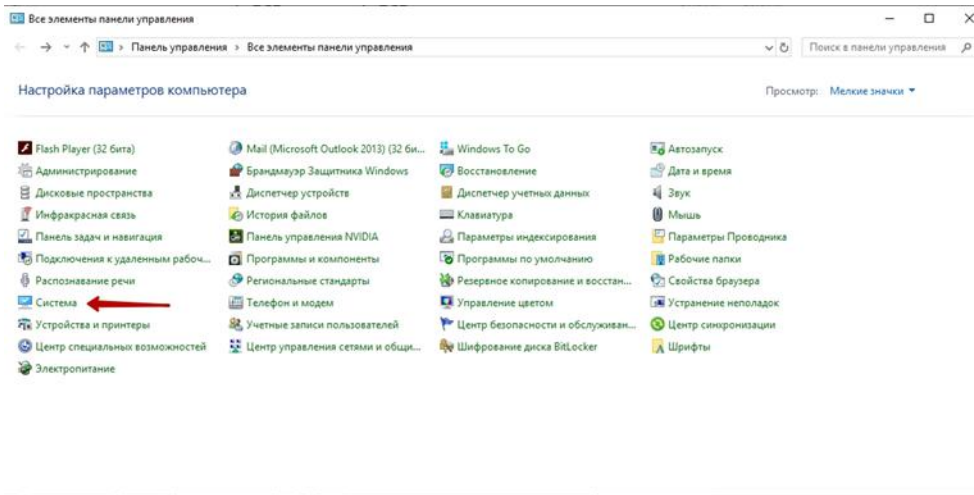 Все элементы панели управления
Панель управления > Все элементы панели управления
Поиск в панели управления
Настройка параметров компьютера
Просмотр: Мелкие значки
Flash Player (32 бита)
Mail (Microsoft Outlook 2013) (32 би...
Windows To Go
Автозапуск
Администрирование
Брандмауэр Защитника Windows
Восстановление
Дата и время
Дисковые пространства
Диспетчер устройств
Диспетчер учетных данных
Звук
Инфракрасная связь
История файлов
Клавиатура
Мышь
Панель задач и навигация
Панель управления NVIDIA
Параметры индексирования
Параметры Проводника
Подключения к удаленным рабоч...
Программы и компоненты
Программы по умолчанию
Рабочие папки
Распознавание речи
Региональные стандарты
Резервное копирование и восстан...
Свойства браузера
Система
Телефон и модем
Управление цветом
Устранение неполадок
Устройства и принтеры
Учетные записи пользователей
Центр безопасности и обслуживан...
Центр синхронизации
Центр специальных возможностей
Центр управления сетями и общи...
Шифрование диска BitLocker
Шрифты
Электропитание